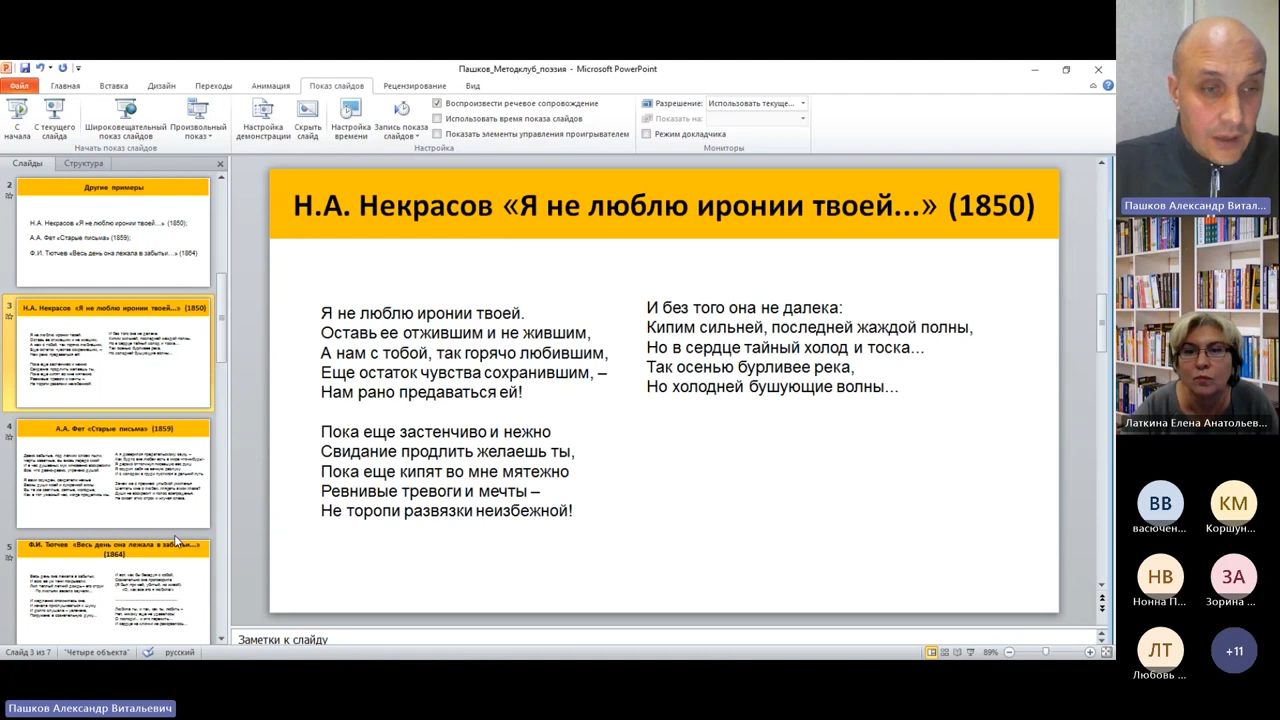 Пашков_Методклуб_поэзия - Microsoft PowerPoint
Файл Главная Вставка Дизайн Переходы Анимация Показ слайдов Рецензирование Вид
С начала
С текущего слайда
Широковещательный показ слайдов
Произвольный показ
Начать показ слайдов
Настройка демонстрации
Скрыть слайд
Настройка времени
Запись показа слайдов
Воспроизвести речевое сопровождение
Использовать время показа слайдов
Показать элементы управления проигрывателем
Настройка
Разрешение: Использовать текуще...
Показать на:
Режим докладчика
Мониторы
Слайды Структура
2
Другие примеры
Н.А. Некрасов «Я не люблю иронии твоей...» (1850);
А.А. Фет «Старые письма» (1859);
Ф.И. Тютчев «Весь день она лежала в забытьи...» (1864)
3
Н.А. Некрасов «Я не люблю иронии твоей...» (1850)
4
А.А. Фет «Старые письма» (1859)
5
Ф.И. Тютчев «Весь день она лежала в забытьи...» (1864)
Н.А. Некрасов «Я не люблю иронии твоей...» (1850)
Я не люблю иронии твоей.
Оставь ее отжившим и не жившим,
А нам с тобой, так горячо любившим,
Еще остаток чувства сохранившим, –
Нам рано предаваться ей!
Пока еще застенчиво и нежно
Свидание продлить желаешь ты,
Пока еще кипят во мне мятежно
Ревнивые тревоги и мечты –
Не торопи развязки неизбежной!
И без того она не далека:
Кипим сильней, последней жаждой полны,
Но в сердце тайный холод и тоска...
Так осенью бурливее река,
Но холодней бушующие волны...
Заметки к слайду
Слайд 3 из 7 "Четыре объекта" русский 89%
Пашков Александр Витал...
Латкина Елена Анатольев...
ВВ
васючен...
КМ
Коршун...
НВ
Нонна П...
ЗА
Зорина ...
ЛТ
Любовь ...
+11
Пашков Александр Витальевич